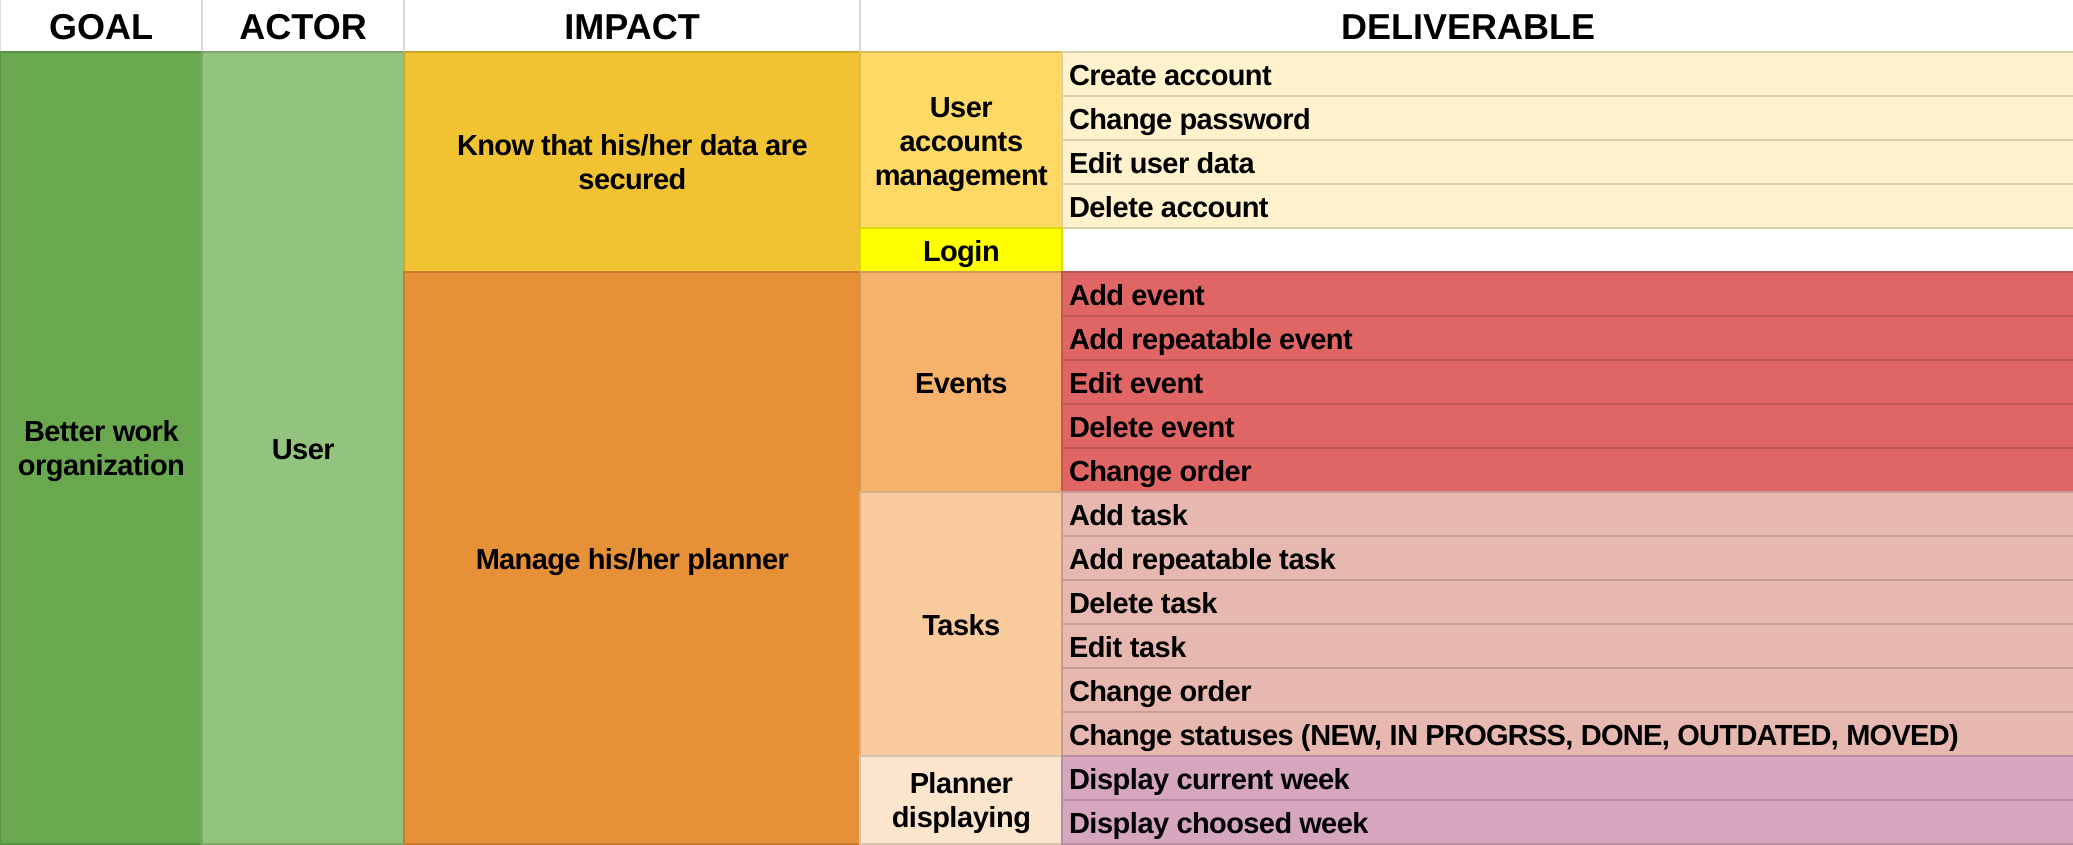 GOAL ACTOR IMPACT DELIVERABLE
Better work
organization
User
Know that his/her data are
secured
User
accounts
management
Create account
Change password
Edit user data
Delete account
Login
Manage his/her planner
Events
Add event
Add repeatable event
Edit event
Delete event
Change order
Tasks
Add task
Add repeatable task
Delete task
Edit task
Change order
Change statuses (NEW, IN PROGRSS, DONE, OUTDATED, MOVED)
Planner
displaying
Display current week
Display choosed week